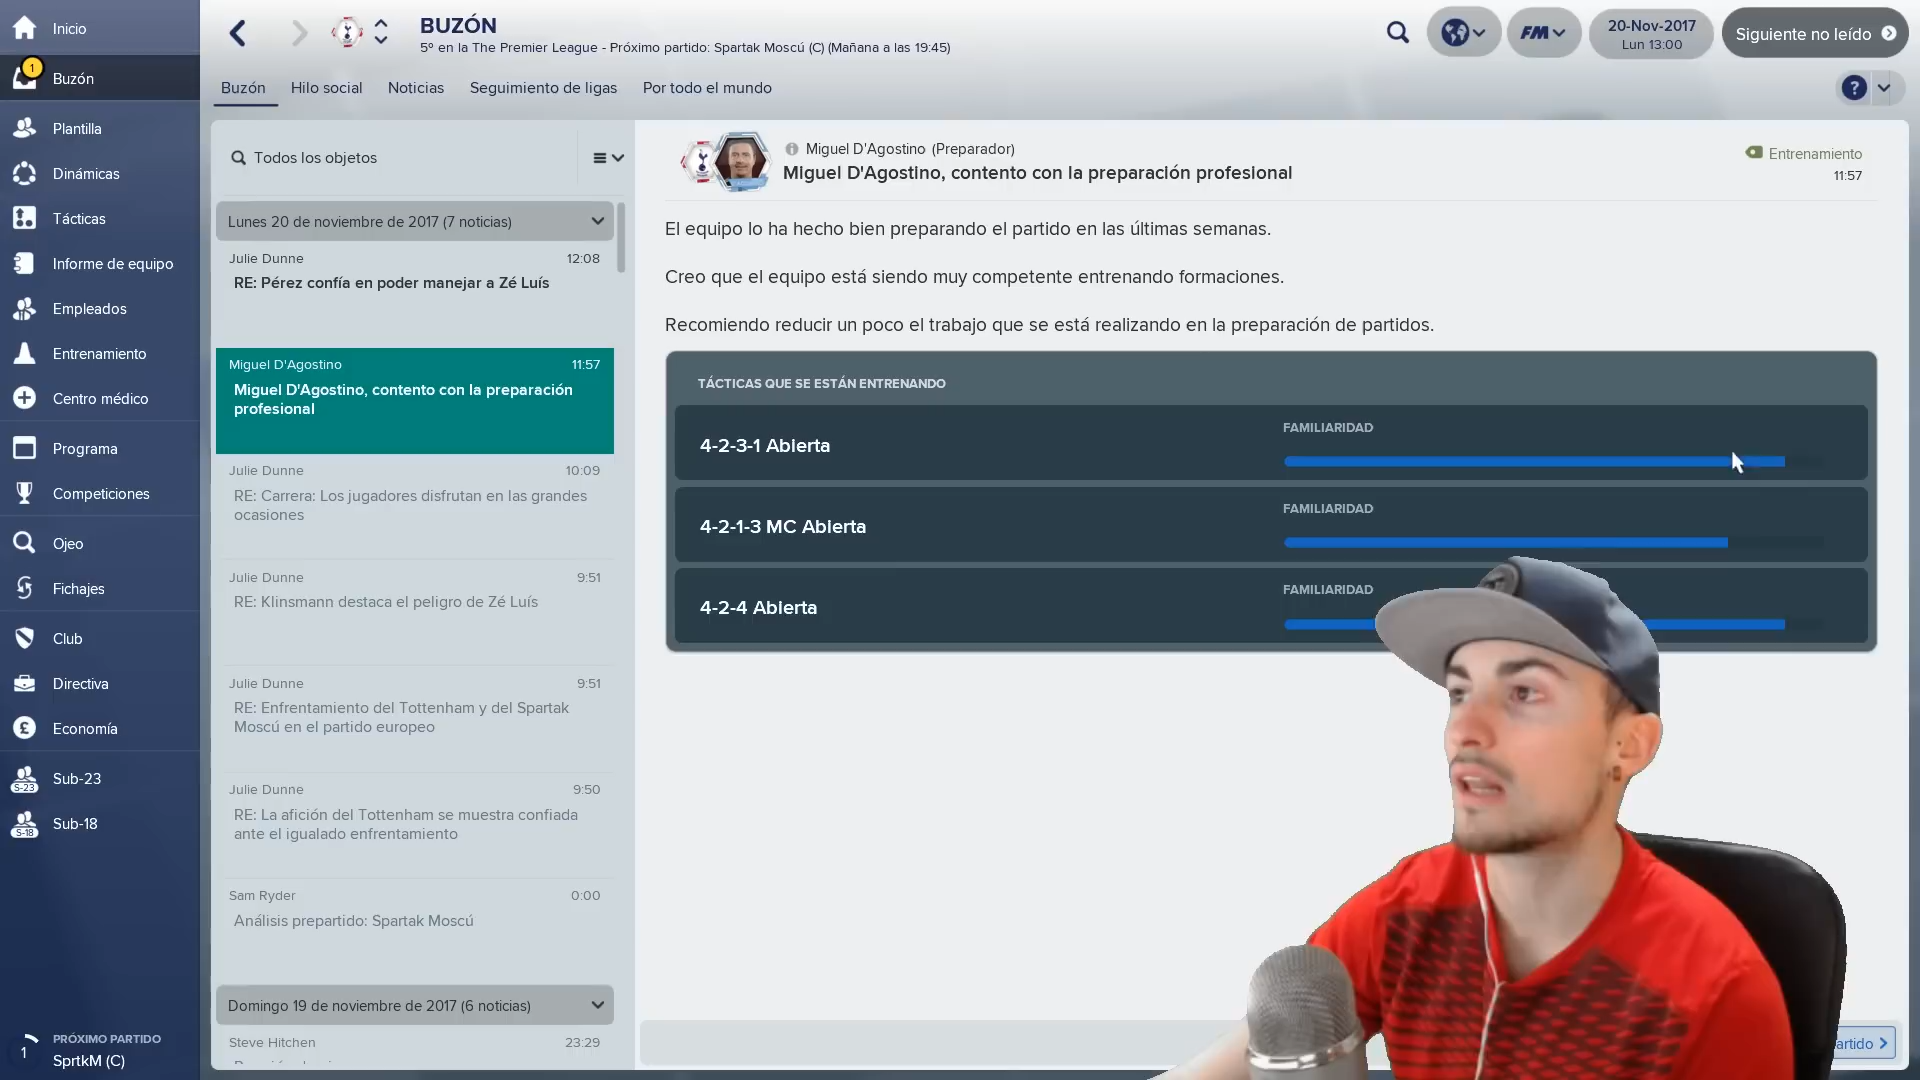 Inicio
1
Buzón
Plantilla
Dinámicas
Tácticas
Informe de equipo
Empleados
Entrenamiento
Centro médico
Programa
Competiciones
Ojeo
Fichajes
Club
Directiva
Economía
S-23
Sub-23
S-18
Sub-18
PRÓXIMO PARTIDO
1
SprtkM (C)
BUZÓN
5º en la The Premier League - Próximo partido: Spartak Moscú (C) (Mañana a las 19:45)
FM
20-Nov-2017
Lun 13:00
Siguiente no leído
Buzón
Hilo social
Noticias
Seguimiento de ligas
Por todo el mundo
?
Todos los objetos
Lunes 20 de noviembre de 2017 (7 noticias)
Julie Dunne
12:08
RE: Pérez confía en poder manejar a Zé Luís
Miguel D'Agostino
11:57
Miguel D'Agostino, contento con la preparación
profesional
Julie Dunne
10:09
RE: Carrera: Los jugadores disfrutan en las grandes
ocasiones
Julie Dunne
9:51
RE: Klinsmann destaca el peligro de Zé Luís
Julie Dunne
9:51
RE: Enfrentamiento del Tottenham y del Spartak
Moscú en el partido europeo
Julie Dunne
9:50
RE: La afición del Tottenham se muestra confiada
ante el igualado enfrentamiento
Sam Ryder
0:00
Análisis prepartido: Spartak Moscú
Domingo 19 de noviembre de 2017 (6 noticias)
Steve Hitchen
23:29
Miguel D'Agostino (Preparador)
Miguel D'Agostino, contento con la preparación profesional
Entrenamiento
11:57
El equipo lo ha hecho bien preparando el partido en las últimas semanas.
Creo que el equipo está siendo muy competente entrenando formaciones.
Recomiendo reducir un poco el trabajo que se está realizando en la preparación de partidos.
TÁCTICAS QUE SE ESTÁN ENTRENANDO
4-2-3-1 Abierta
FAMILIARIDAD
4-2-1-3 MC Abierta
FAMILIARIDAD
4-2-4 Abierta
FAMILIARIDAD